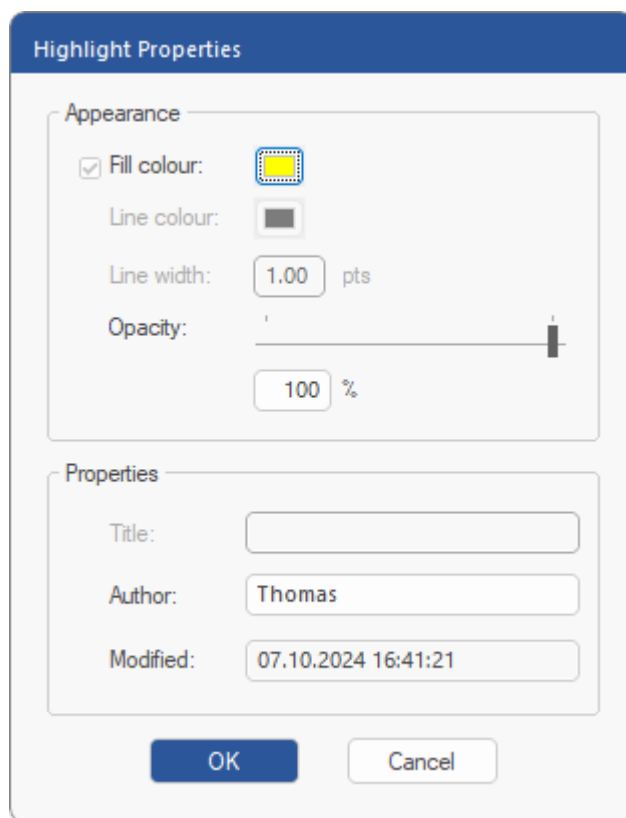 Highlight Properties
Appearance
Fill colour:
Line colour:
Line width: 1.00 pts
Opacity:
100 %
Properties
Title:
Author: Thomas
Modified: 07.10.2024 16:41:21
OK Cancel